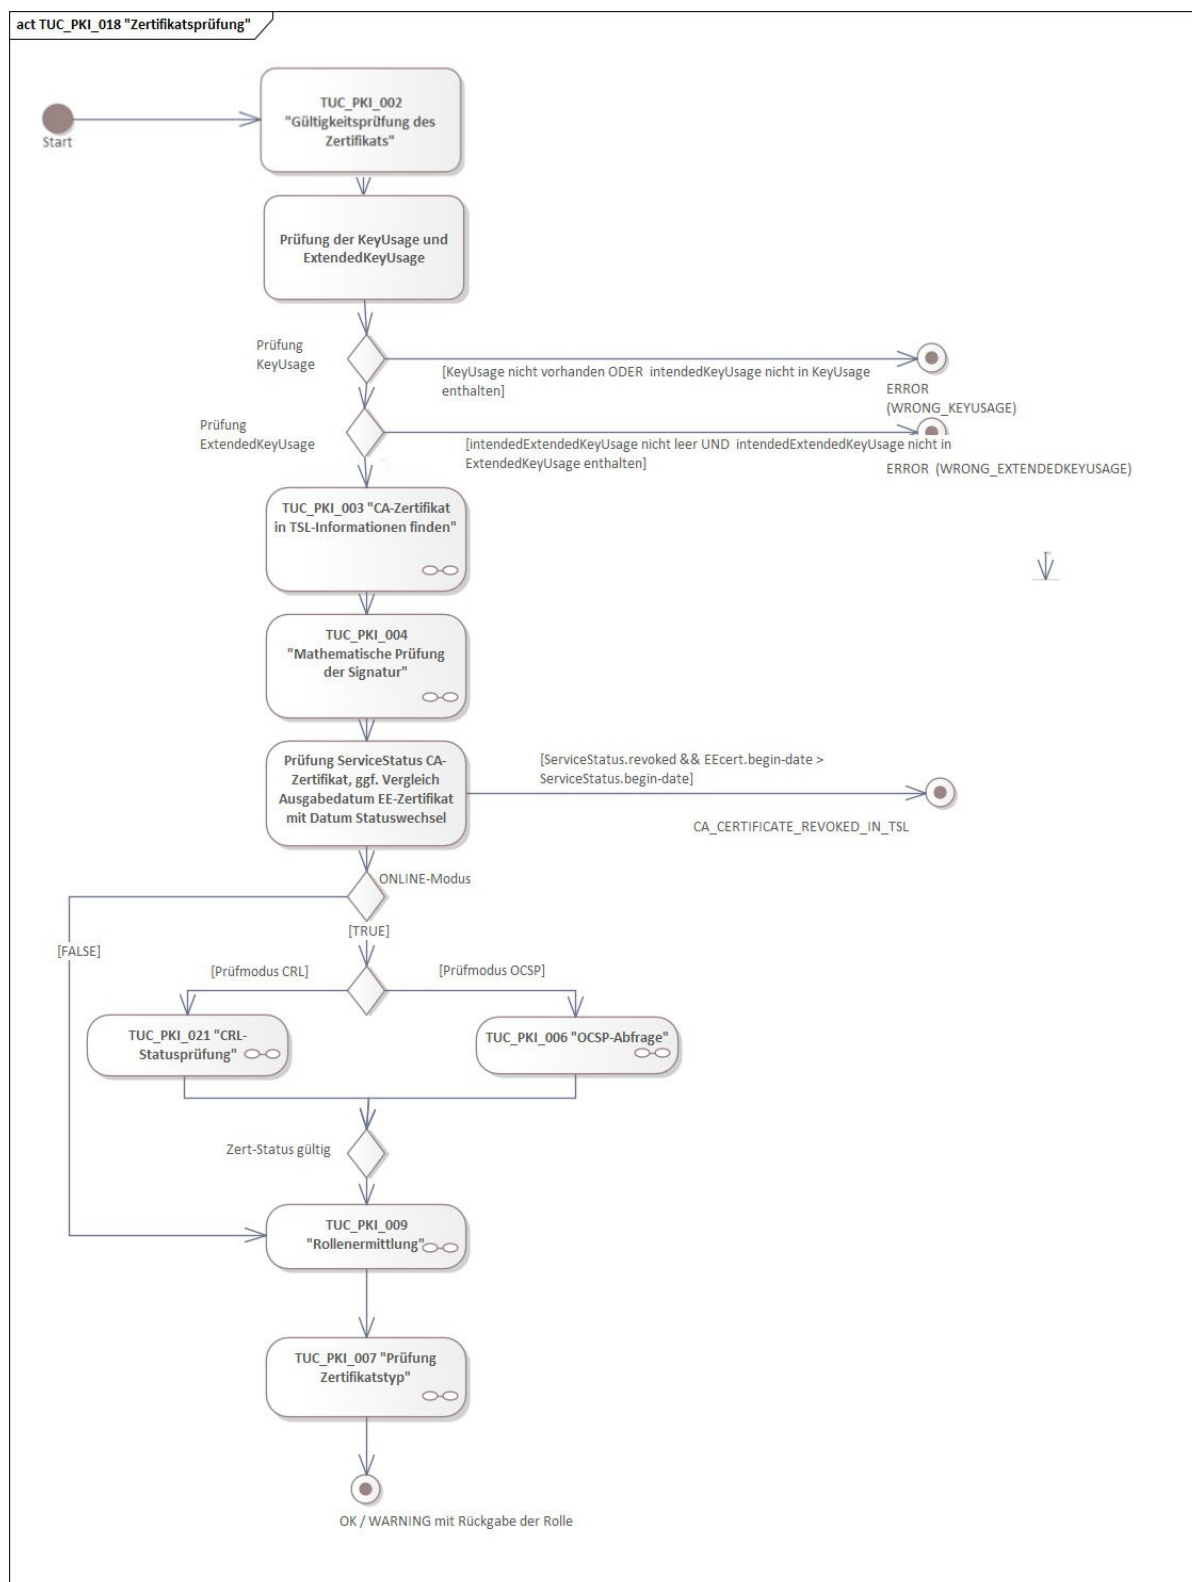 act TUC_PKI_018 "Zertifikatsprüfung"
TUC_PKI_002
"Gültigkeitsprüfung des
Zertifikats"
Start
Prüfung der KeyUsage und
ExtendedKeyUsage
Prüfung
KeyUsage
[KeyUsage nicht vorhanden ODER intendedKeyUsage nicht in KeyUsage
enthalten]
ERROR
(WRONG_KEYUSAGE)
Prüfung
ExtendedKeyUsage
[intendedExtendedKeyUsage nicht leer UND intendedExtendedKeyUsage nicht in
ExtendedKeyUsage enthalten]
ERROR (WRONG_EXTENDEDKEYUSAGE)
TUC_PKI_003 "CA-Zertifikat
in TSL-Informationen finden"
TUC_PKI_004
"Mathematische Prüfung
der Signatur"
Prüfung ServiceStatus CA-
Zertifikat, ggf. Vergleich
Ausgabedatum EE-Zertifikat
mit Datum Statuswechsel
[ServiceStatus.revoked && EEcert.begin-date >
ServiceStatus.begin-date]
CA_CERTIFICATE_REVOKED_IN_TSL
ONLINE-Modus
[TRUE]
[FALSE]
[Prüfmodus CRL]
[Prüfmodus OCSP]
TUC_PKI_021 "CRL-
Statusprüfung"
TUC_PKI_006 "OCSP-Abfrage"
Zert-Status gültig
TUC_PKI_009
"Rollenermittlung"
TUC_PKI_007 "Prüfung
Zertifikatstyp"
OK / WARNING mit Rückgabe der Rolle